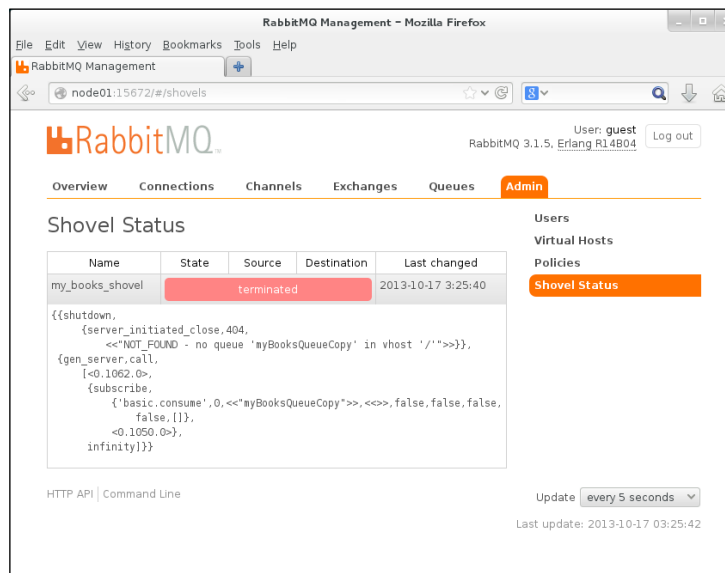 RabbitMQ Management - Mozilla Firefox
File Edit View History Bookmarks Tools Help
RabbitMQ Management
node01:15672/#/shovels
RabbitMQ
User: guest
RabbitMQ 3.1.5, Erlang R14B04
Log out
Overview Connections Channels Exchanges Queues Admin
Shovel Status
Users
Virtual Hosts
Policies
Shovel Status
Name State Source Destination Last changed
my_books_shovel terminated 2013-10-17 3:25:40
{{shutdown,
{server_initiated_close,404,
<<"NOT_FOUND - no queue 'myBooksQueueCopy' in vhost '/'">>}},
{gen_server,call,
[<0.1062.0>,
{subscribe,
{'basic.consume',0,<<"myBooksQueueCopy">>,<<>>,false,false,false,
false,[]},
<0.1050.0>},
infinity]}}
HTTP API | Command Line
Update every 5 seconds
Last update: 2013-10-17 03:25:42